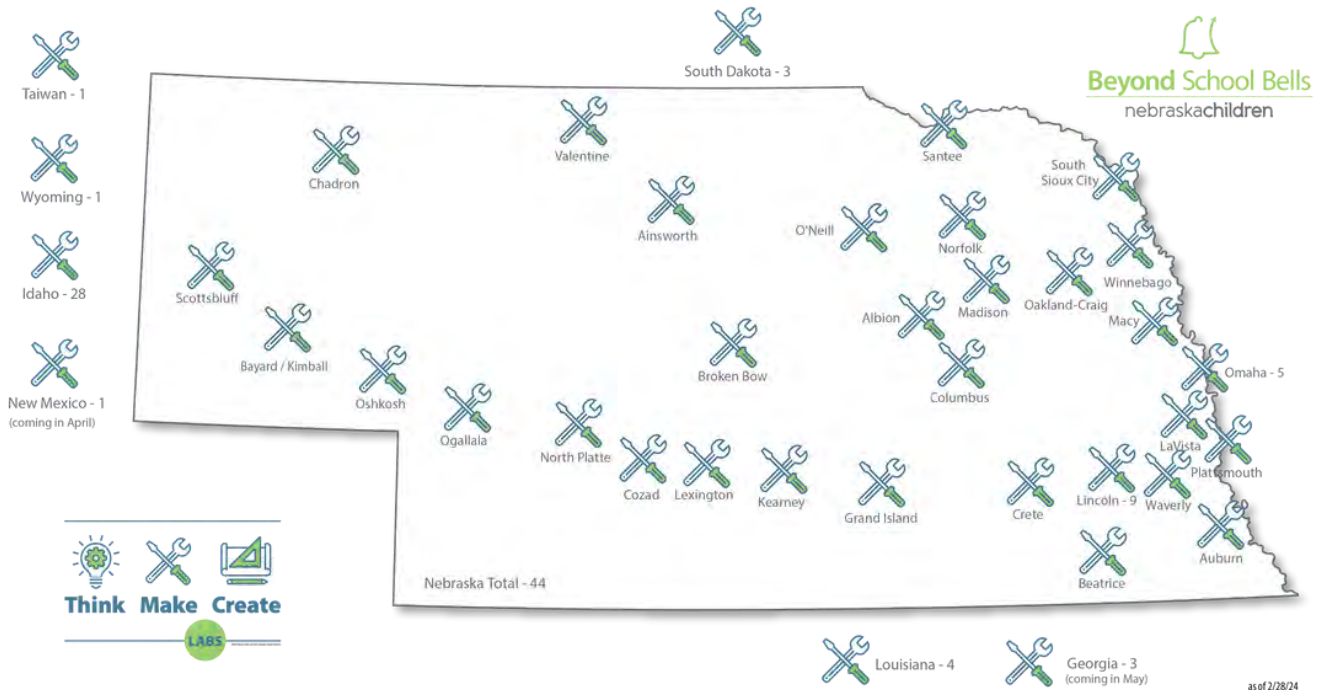 Taiwan - 1
Wyoming - 1
Idaho - 28
New Mexico - 1
(coming in April)
South Dakota - 3
Beyond School Bells
nebraskachildren
Chadron
Valentine
Santee
South
Sioux City
Ainsworth
O'Neill
Norfolk
Winnebago
Scottsbluff
Madison
Oakland-Craig
Albion
Macy
Bayard / Kimball
Broken Bow
Omaha - 5
Oshkosh
Columbus
Ogallala
North Platte
LaVista
Plattsmouth
Cozad
Lexington
Kearney
Grand Island
Crete
Lincoln - 9
Waverly
Auburn
Beatrice
Nebraska Total - 44
Think Make Create
LABS
Louisiana - 4
Georgia - 3
(coming in May)
as of 2/28/24